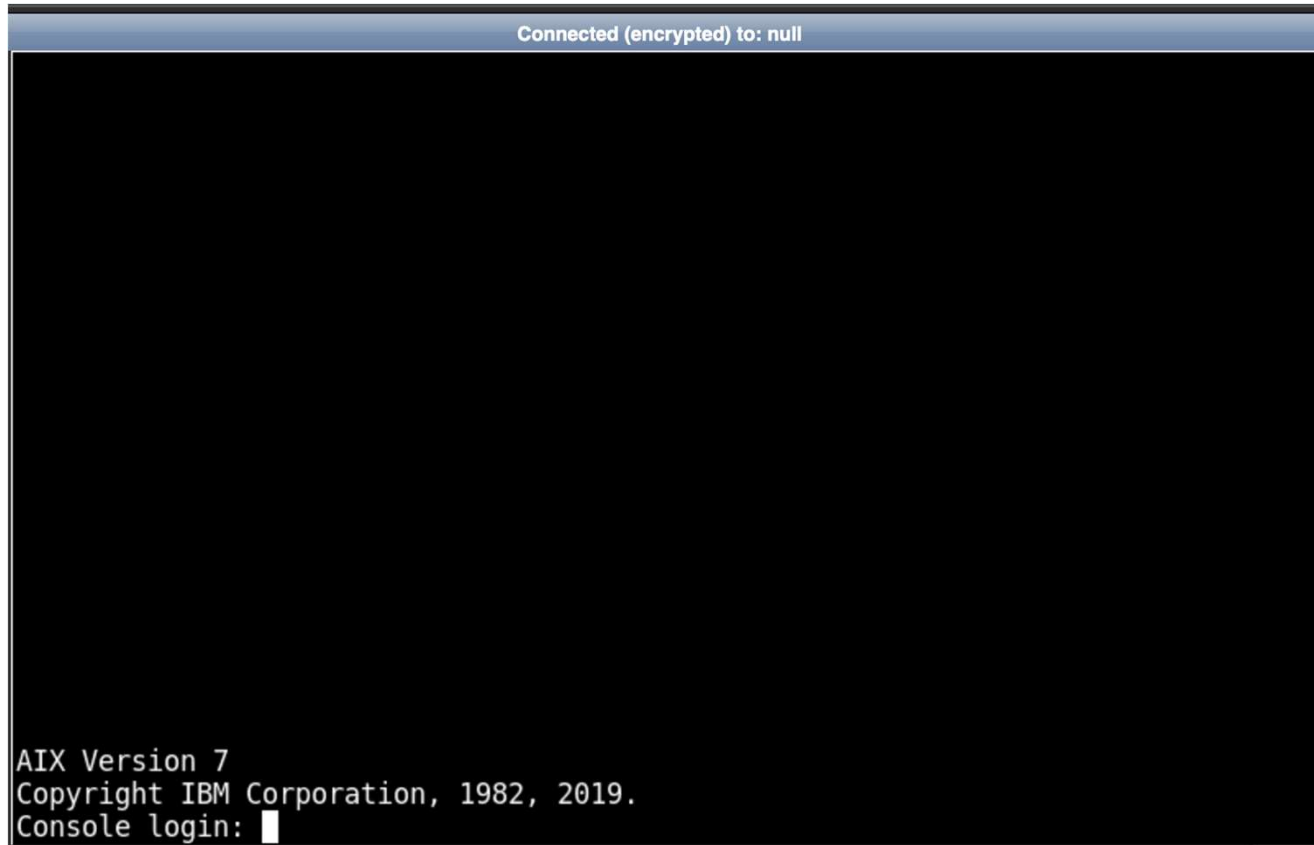 Connected (encrypted) to: null
AIX Version 7
Copyright IBM Corporation, 1982, 2019.
Console login: